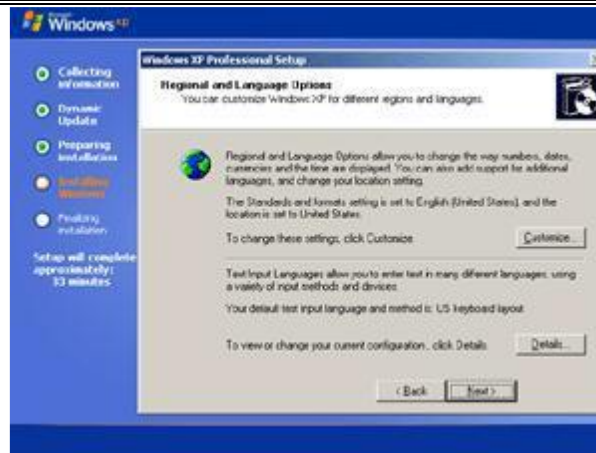 Microsoft
Windows xp
Collecting
information
Dynamic
Update
Preparing
installation
Installing
Windows
Finalizing
installation
Setup will complete
approximately:
33 minutes
Windows XP Professional Setup
Regional and Language Options
You can customize Windows XP for different regions and languages.
Regional and Language Options allow you to change the way numbers, dates,
currencies and the time are displayed. You can also add support for additional
languages, and change your location setting.
The Standards and formats setting is set to English (United States), and the
location is set to United States.
To change these settings, click Customize
Customize...
Text Input Languages allow you to enter text in many different languages, using
a variety of input methods and devices.
Your default text input language and method is: US keyboard layout
To view or change your current configuration, click Details.
Details...
< Back
Next >